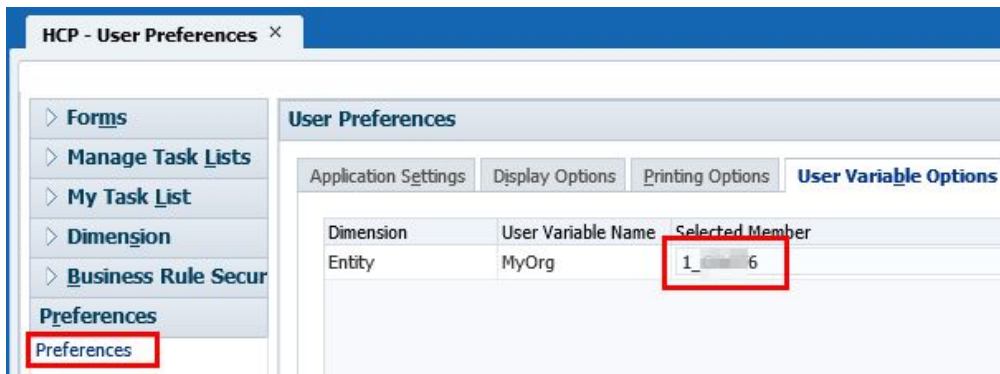 HCP - User Preferences ×
Forms
Manage Task Lists
My Task List
Dimension
Business Rule Secur
Preferences
Preferences
User Preferences
Application Settings Display Options Printing Options User Variable Options
Dimension User Variable Name Selected Member
Entity MyOrg